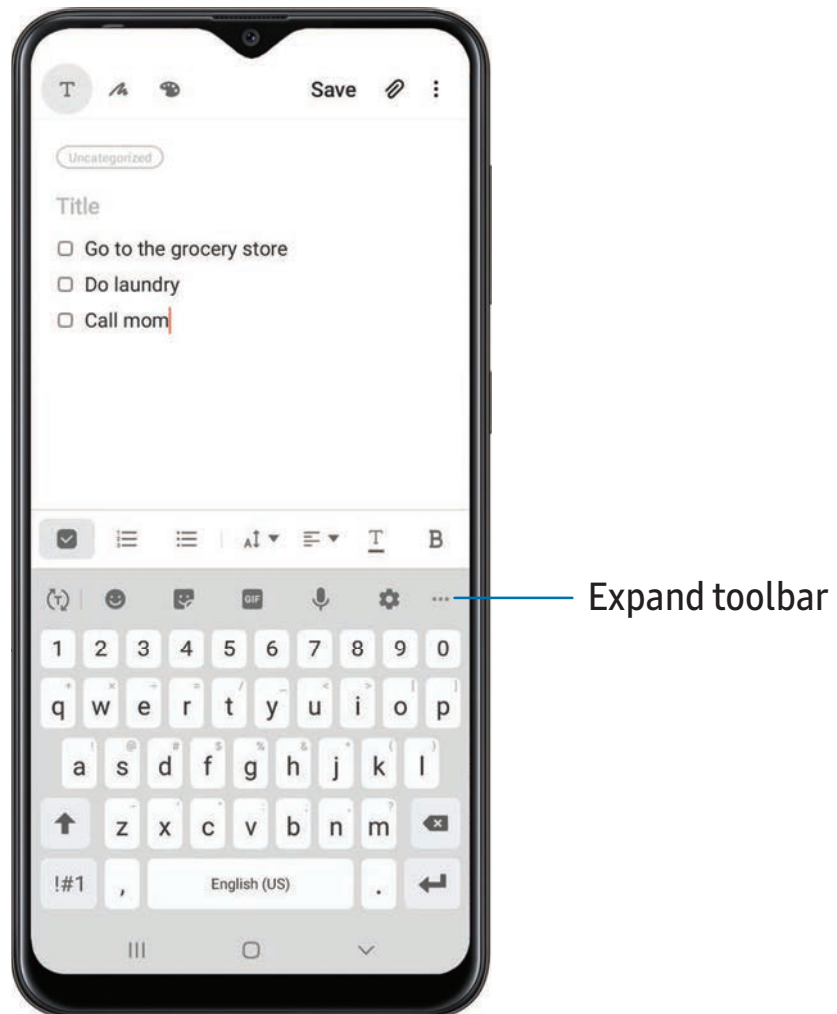 T Save
Uncategorized
Title
Go to the grocery store
Do laundry
Call mom
A T B
T GIF
Expand toolbar
1 2 3 4 5 6 7 8 9 0
q w e r t y u i o p
a s d f g h j k l
z x c v b n m
!#1 , English (US) .